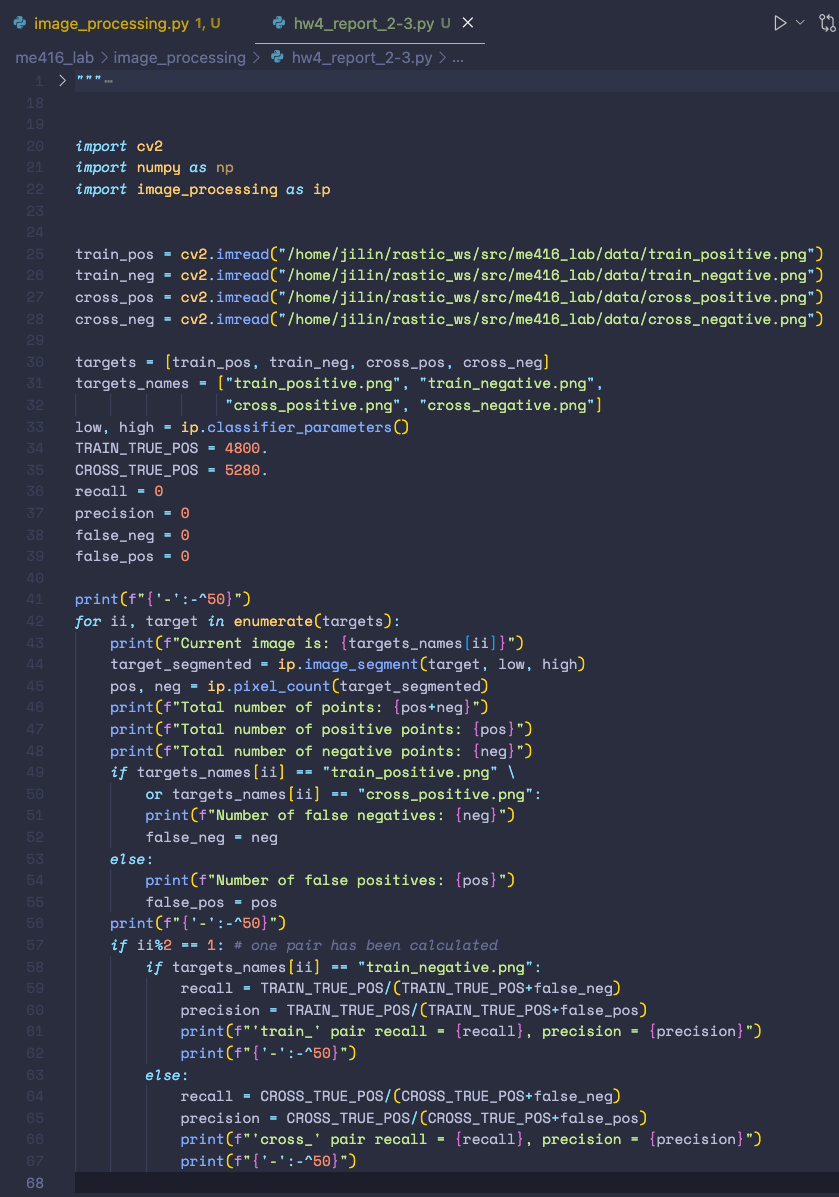 image_processing.py 1, U hw4_report_2-3.py U
me416_lab > image_processing > hw4_report_2-3.py > ...
1 """…
18
19
20 import cv2
21 import numpy as np
22 import image_processing as ip
23
24
25 train_pos = cv2.imread("/home/jilin/rastic_ws/src/me416_lab/data/train_positive.png")
26 train_neg = cv2.imread("/home/jilin/rastic_ws/src/me416_lab/data/train_negative.png")
27 cross_pos = cv2.imread("/home/jilin/rastic_ws/src/me416_lab/data/cross_positive.png")
28 cross_neg = cv2.imread("/home/jilin/rastic_ws/src/me416_lab/data/cross_negative.png")
29
30 targets = [train_pos, train_neg, cross_pos, cross_neg]
31 targets_names = ["train_positive.png", "train_negative.png",
32                  "cross_positive.png", "cross_negative.png"]
33 low, high = ip.classifier_parameters()
34 TRAIN_TRUE_POS = 4800.
35 CROSS_TRUE_POS = 5280.
36 recall = 0
37 precision = 0
38 false_neg = 0
39 false_pos = 0
40
41 print(f"{'-':-^50}")
42 for ii, target in enumerate(targets):
43     print(f"Current image is: {targets_names[ii]}")
44     target_segmented = ip.image_segment(target, low, high)
45     pos, neg = ip.pixel_count(target_segmented)
46     print(f"Total number of points: {pos+neg}")
47     print(f"Total number of positive points: {pos}")
48     print(f"Total number of negative points: {neg}")
49     if targets_names[ii] == "train_positive.png" \
50         or targets_names[ii] == "cross_positive.png":
51         print(f"Number of false negatives: {neg}")
52         false_neg = neg
53     else:
54         print(f"Number of false positives: {pos}")
55         false_pos = pos
56     print(f"{'-':-^50}")
57     if ii%2 == 1: # one pair has been calculated
58         if targets_names[ii] == "train_negative.png":
59             recall = TRAIN_TRUE_POS/(TRAIN_TRUE_POS+false_neg)
60             precision = TRAIN_TRUE_POS/(TRAIN_TRUE_POS+false_pos)
61             print(f"'train_' pair recall = {recall}, precision = {precision}")
62             print(f"{'-':-^50}")
63         else:
64             recall = CROSS_TRUE_POS/(CROSS_TRUE_POS+false_neg)
65             precision = CROSS_TRUE_POS/(CROSS_TRUE_POS+false_pos)
66             print(f"'cross_' pair recall = {recall}, precision = {precision}")
67             print(f"{'-':-^50}")
68